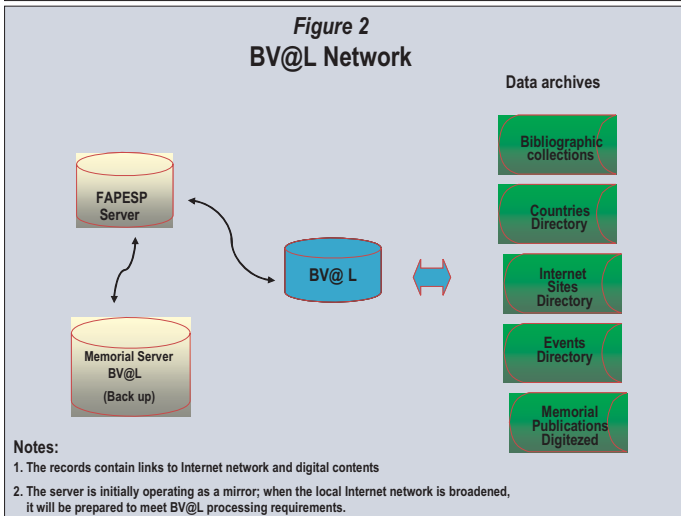 Figure 2
BV@L Network
Data archives
Bibliographic
collections
FAPESP
Server
Countries
Directory
BV@ L
Internet
Sites
Directory
Memorial Server
BV@L
(Back up)
Events
Directory
Memorial
Publications
Digitezed
Notes:
1. The records contain links to Internet network and digital contents
2. The server is initially operating as a mirror; when the local Internet network is broadened,
it will be prepared to meet BV@L processing requirements.